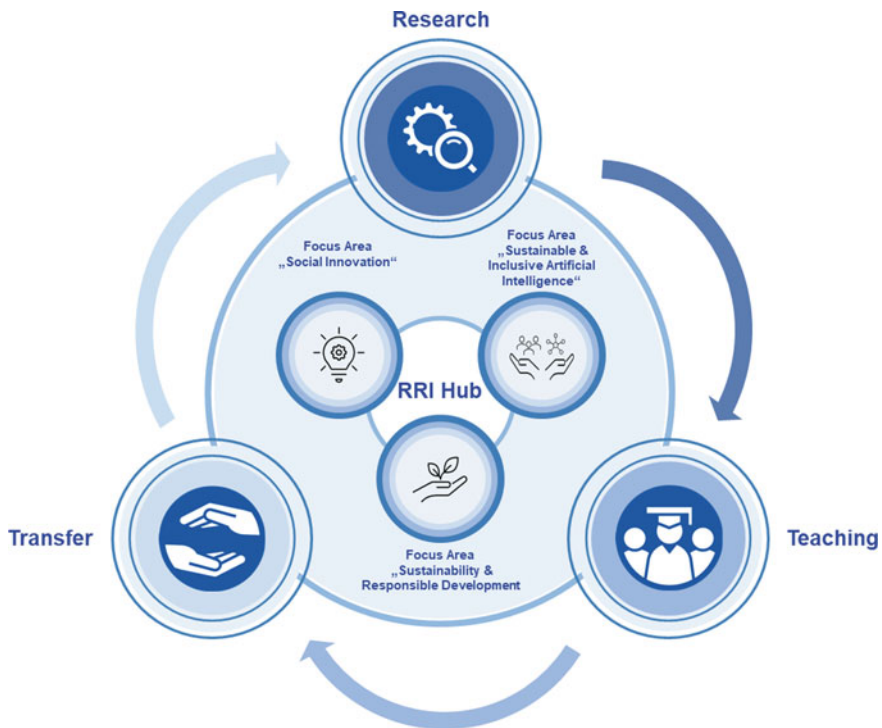 Research
Focus Area
„Social Innovation“
Focus Area
„Sustainable &
Inclusive Artificial
Intelligence“
RRI Hub
Transfer
Teaching
Focus Area
„Sustainability &
Responsible Development